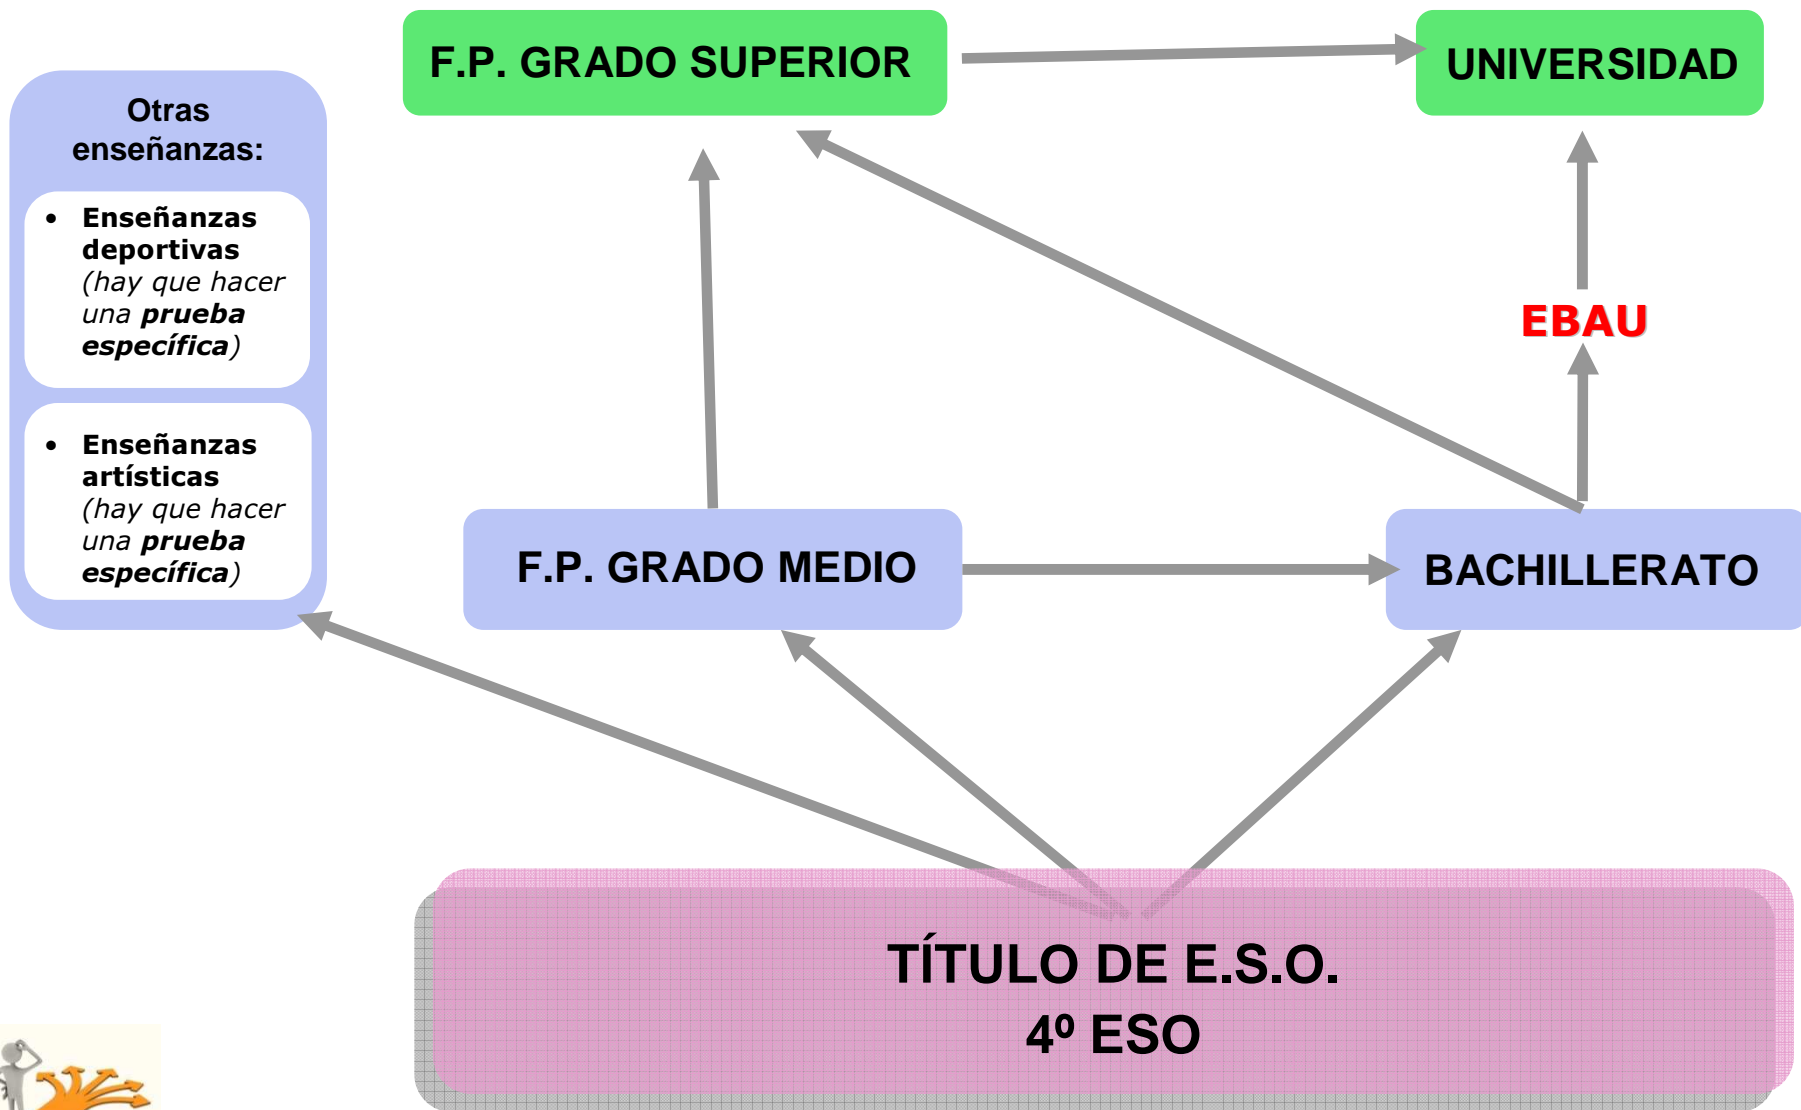 F.P. GRADO SUPERIOR
UNIVERSIDAD
Otras
enseñanzas:
• Enseñanzas
deportivas
(hay que hacer
una prueba
específica)
• Enseñanzas
artísticas
(hay que hacer
una prueba
específica)
EBAU
F.P. GRADO MEDIO
BACHILLERATO
TÍTULO DE E.S.O.
4º ESO